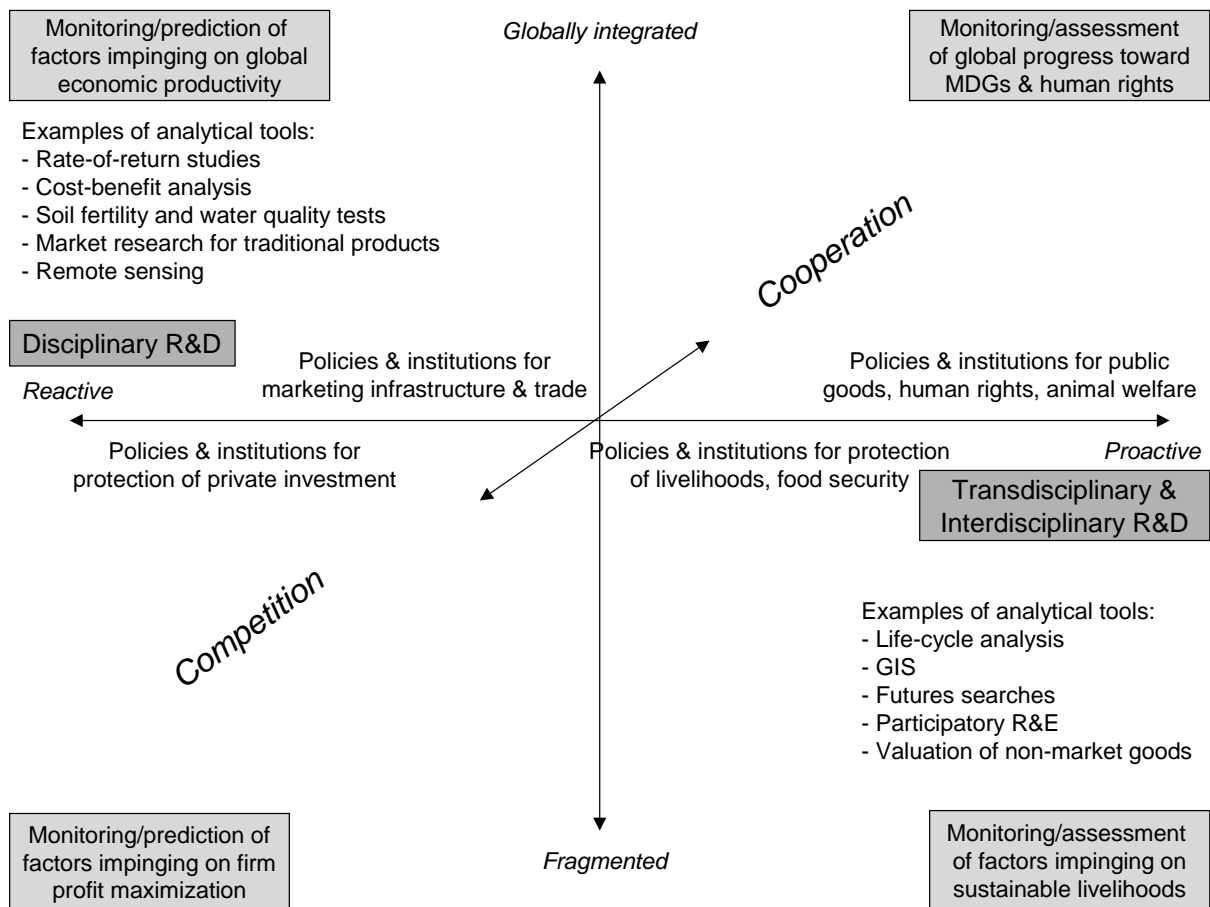 Monitoring/prediction of
factors impinging on global
economic productivity
Globally integrated
Monitoring/assessment
of global progress toward
MDGs & human rights
Examples of analytical tools:
- Rate-of-return studies
- Cost-benefit analysis
- Soil fertility and water quality tests
- Market research for traditional products
- Remote sensing
Cooperation
Disciplinary R&D
Reactive
Policies & institutions for
marketing infrastructure & trade
Policies & institutions for public
goods, human rights, animal welfare
Policies & institutions for
protection of private investment
Policies & institutions for protection
of livelihoods, food security
Proactive
Transdisciplinary &
Interdisciplinary R&D
Competition
Examples of analytical tools:
- Life-cycle analysis
- GIS
- Futures searches
- Participatory R&E
- Valuation of non-market goods
Monitoring/prediction of
factors impinging on firm
profit maximization
Fragmented
Monitoring/assessment
of factors impinging on
sustainable livelihoods